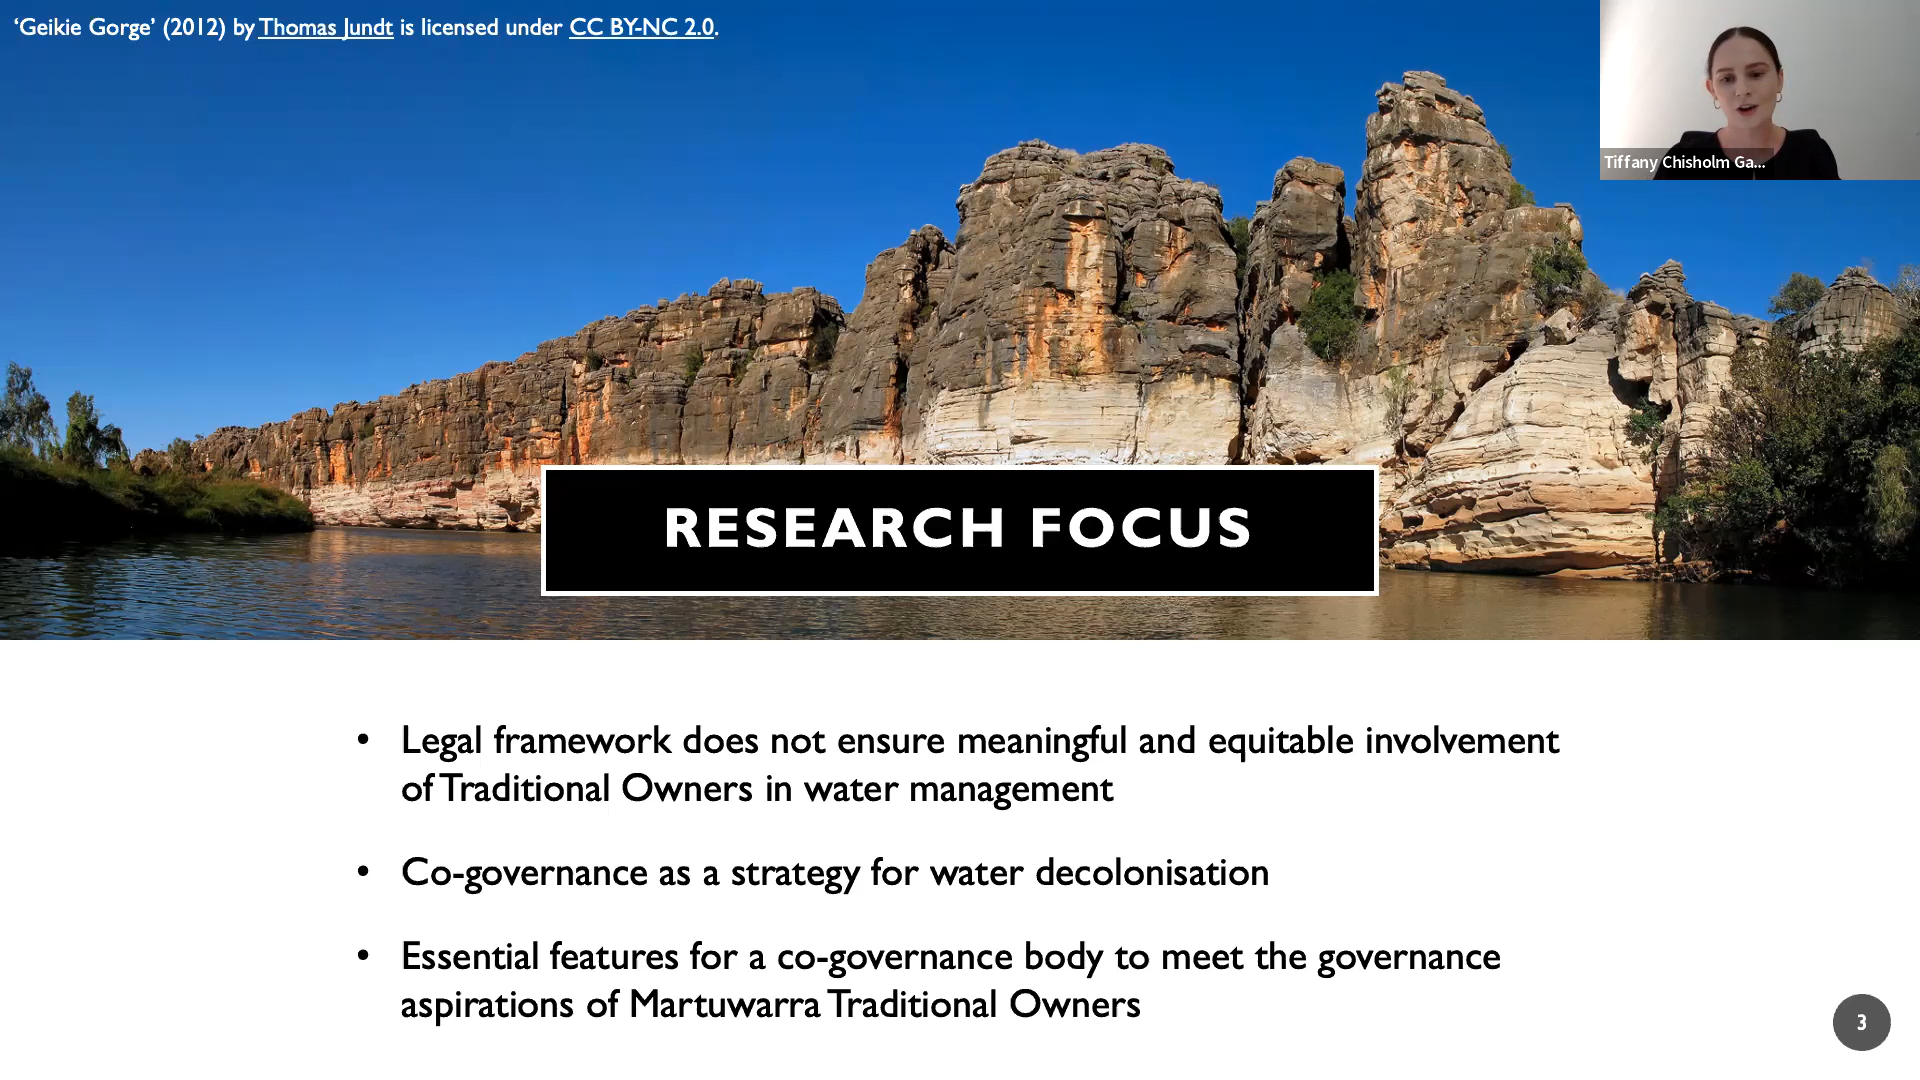 ‘Geikie Gorge’ (2012) by Thomas Jundt is licensed under CC BY-NC 2.0.
Tiffany Chisholm Ga...
RESEARCH FOCUS
• Legal framework does not ensure meaningful and equitable involvement
of Traditional Owners in water management
• Co-governance as a strategy for water decolonisation
• Essential features for a co-governance body to meet the governance
aspirations of Martuwarra Traditional Owners
3